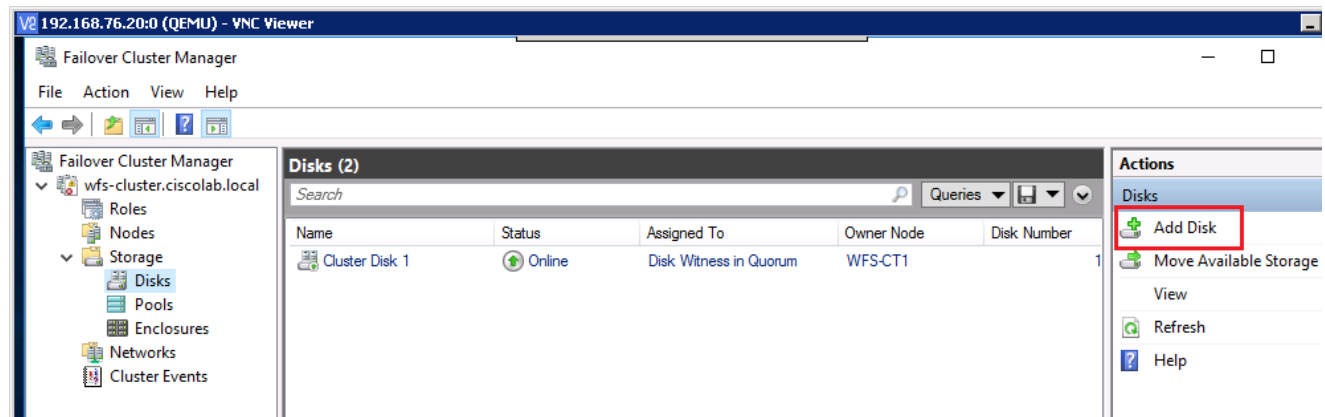 192.168.76.20:0 (QEMU) - VNC Viewer
Failover Cluster Manager
File Action View Help
Failover Cluster Manager
wfs-cluster.ciscolab.local
Roles
Nodes
Storage
Disks
Pools
Enclosures
Networks
Cluster Events
Disks (2)
Search
Queries
Name Status Assigned To Owner Node Disk Number
Cluster Disk 1 Online Disk Witness in Quorum WFS-CT1 1
Actions
Disks
Add Disk
Move Available Storage
View
Refresh
Help